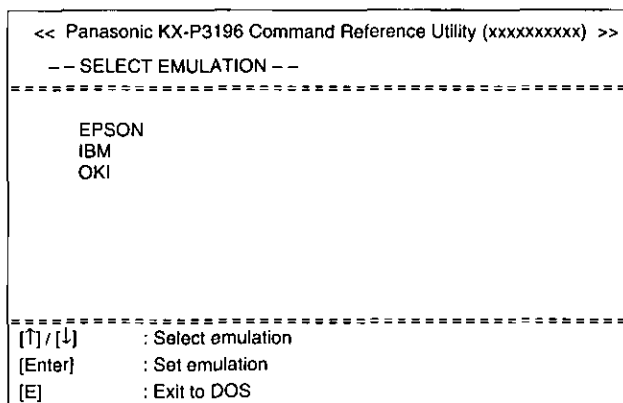 << Panasonic KX-P3196 Command Reference Utility (xxxxxxxxxx) >>
-- SELECT EMULATION --
EPSON
IBM
OKI
[↑] / [↓] : Select emulation
[Enter] : Set emulation
[E] : Exit to DOS